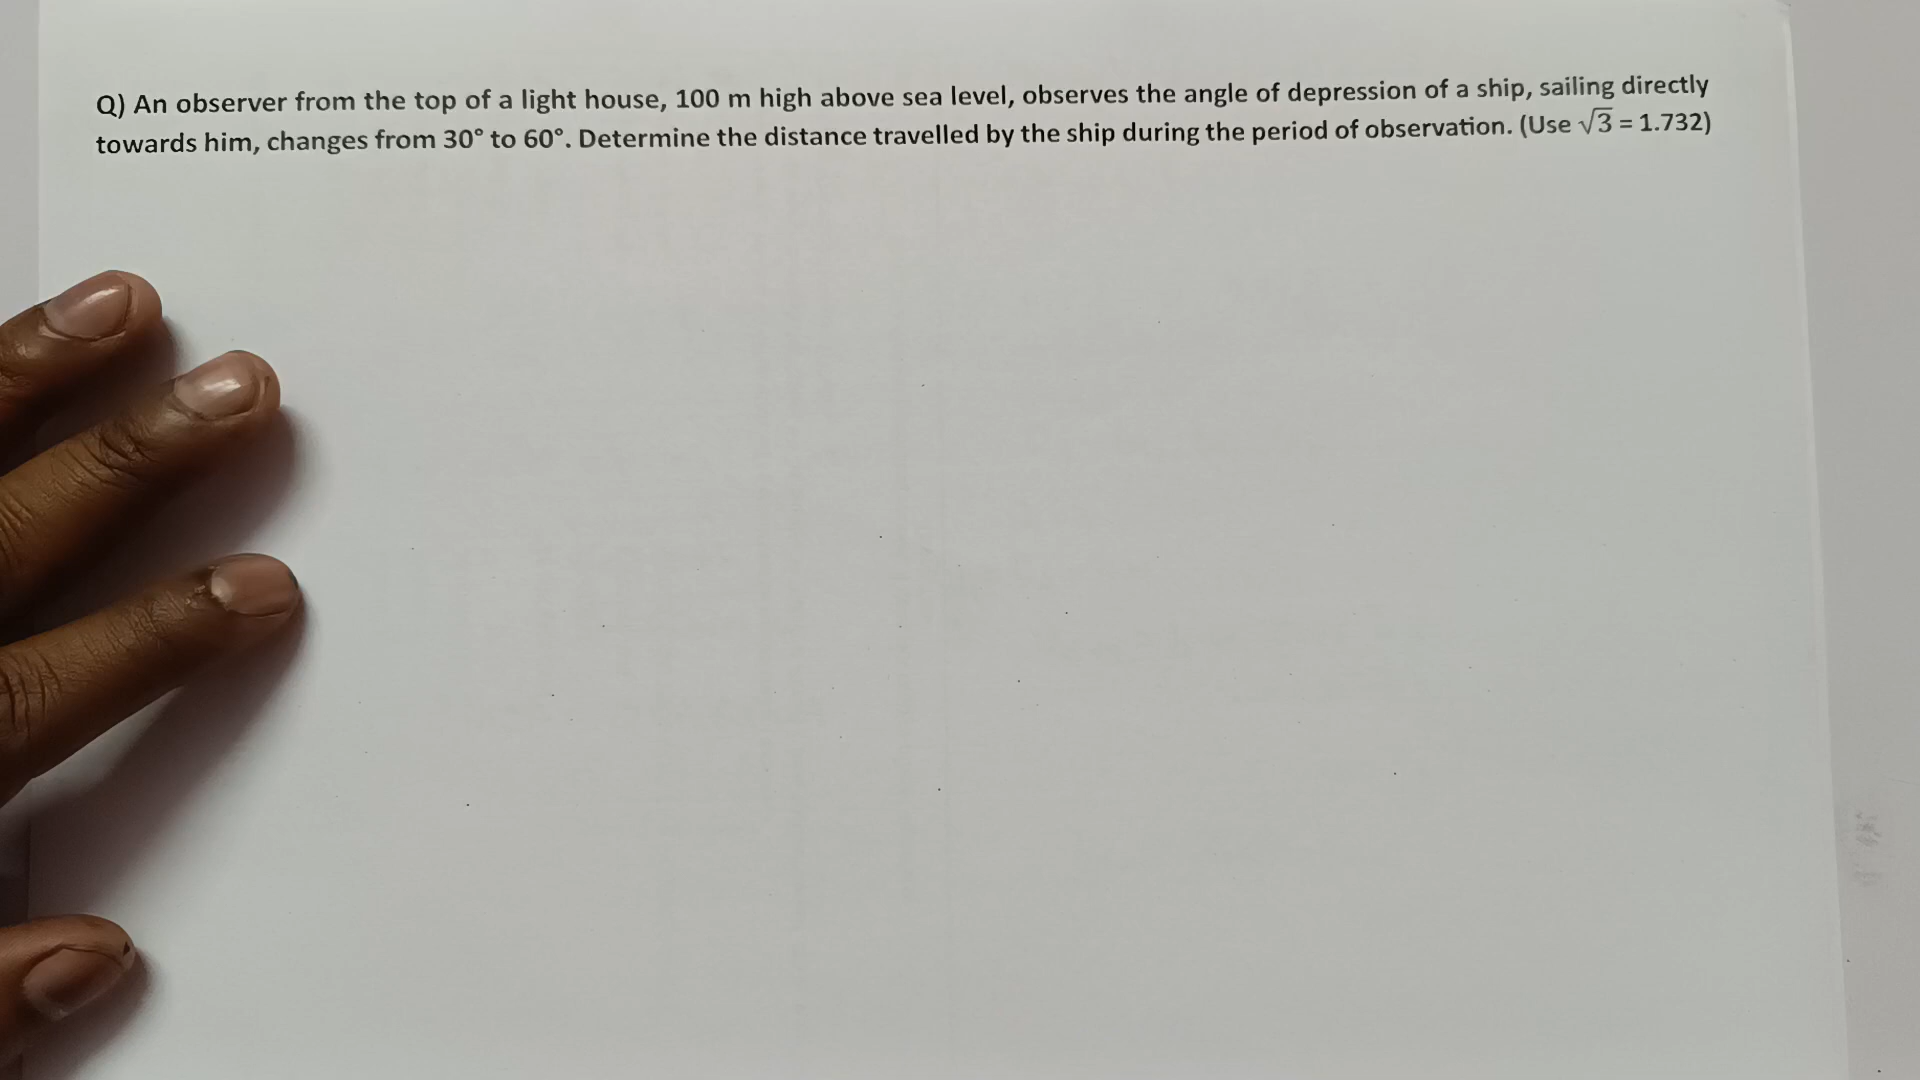 Q) An observer from the top of a light house, 100 m high above sea level, observes the angle of depression of a ship, sailing directly
towards him, changes from 30° to 60°. Determine the distance travelled by the ship during the period of observation. (Use √3 = 1.732)